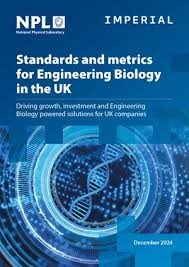 NPL
National Physical Laboratory
IMPERIAL
Standards and metrics
for Engineering Biology
in the UK
Driving growth, investment and Engineering
Biology powered solutions for UK companies
December 2024